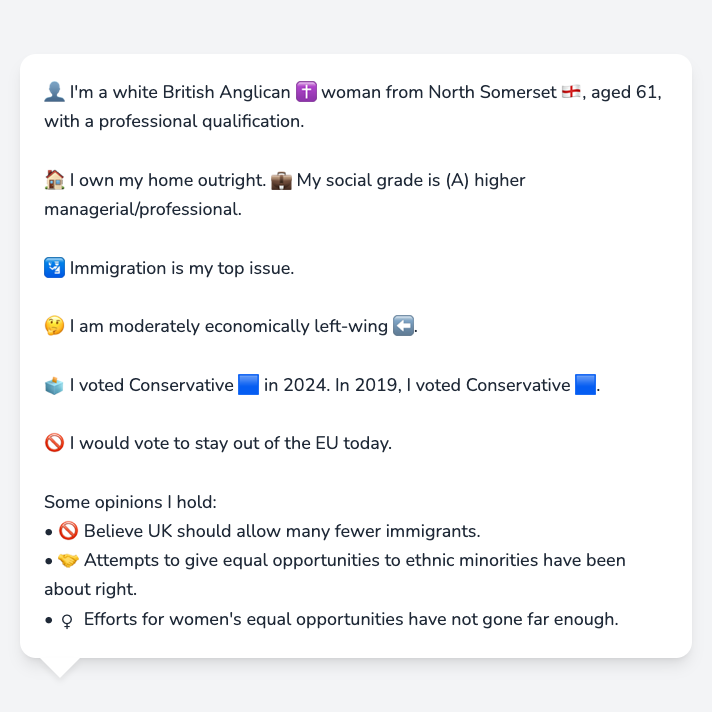 👤 I'm a white British Anglican ✝️ woman from North Somerset 🏴󠁧󠁢󠁥󠁮󠁧󠁿, aged 61,
with a professional qualification.
🏠 I own my home outright. 💼 My social grade is (A) higher
managerial/professional.
🛂 Immigration is my top issue.
🤔 I am moderately economically left-wing ⬅️.
🗳️ I voted Conservative 🟦 in 2024. In 2019, I voted Conservative 🟦.
🚫 I would vote to stay out of the EU today.
Some opinions I hold:
• 🚫 Believe UK should allow many fewer immigrants.
• 🤝 Attempts to give equal opportunities to ethnic minorities have been
about right.
• ♀ Efforts for women's equal opportunities have not gone far enough.